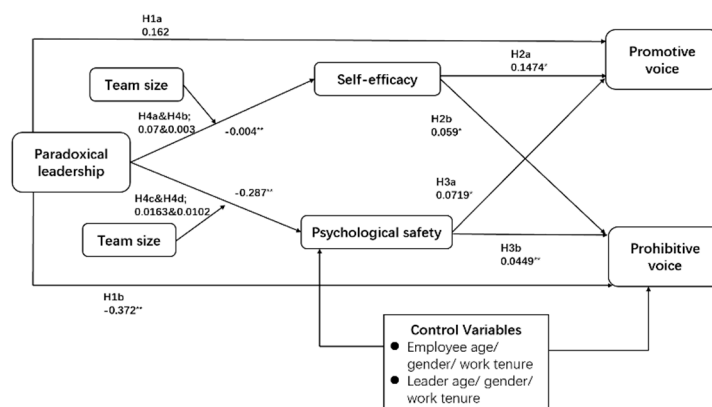 H1a
0.162
Promotive
voice
H2a
0.1474*
Team size
Self-efficacy
H4a&H4b;
0.07&0.003
-0.004**
H2b
0.059*
Paradoxical
leadership
-0.287**
H3a
0.0719*
H4c&H4d;
0.0163&0.0102
Team size
Psychological safety
H3b
0.0449**
Prohibitive
voice
H1b
-0.372**
Control Variables
● Employee age/
gender/ work tenure
● Leader age/ gender/
work tenure